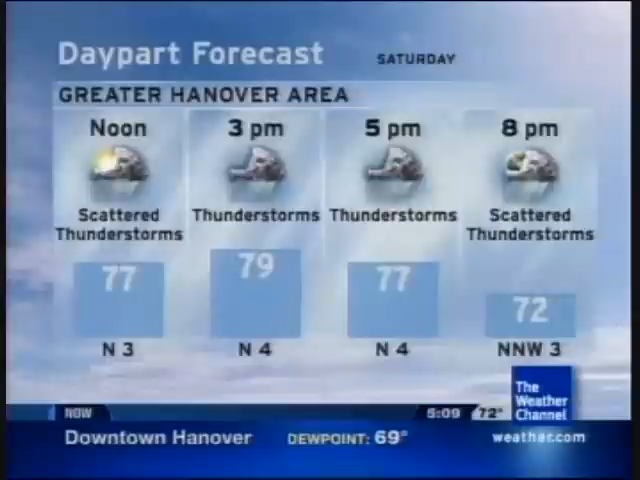 Daypart Forecast SATURDAY
GREATER HANOVER AREA
Noon 3 pm 5 pm 8 pm
Scattered Thunderstorms Thunderstorms Scattered
Thunderstorms Thunderstorms
77 79 77 72
N 3 N 4 N 4 NNW 3
The
Weather
Channel
NOW 5:09 72°
Downtown Hanover DEWPOINT: 69° weather.com